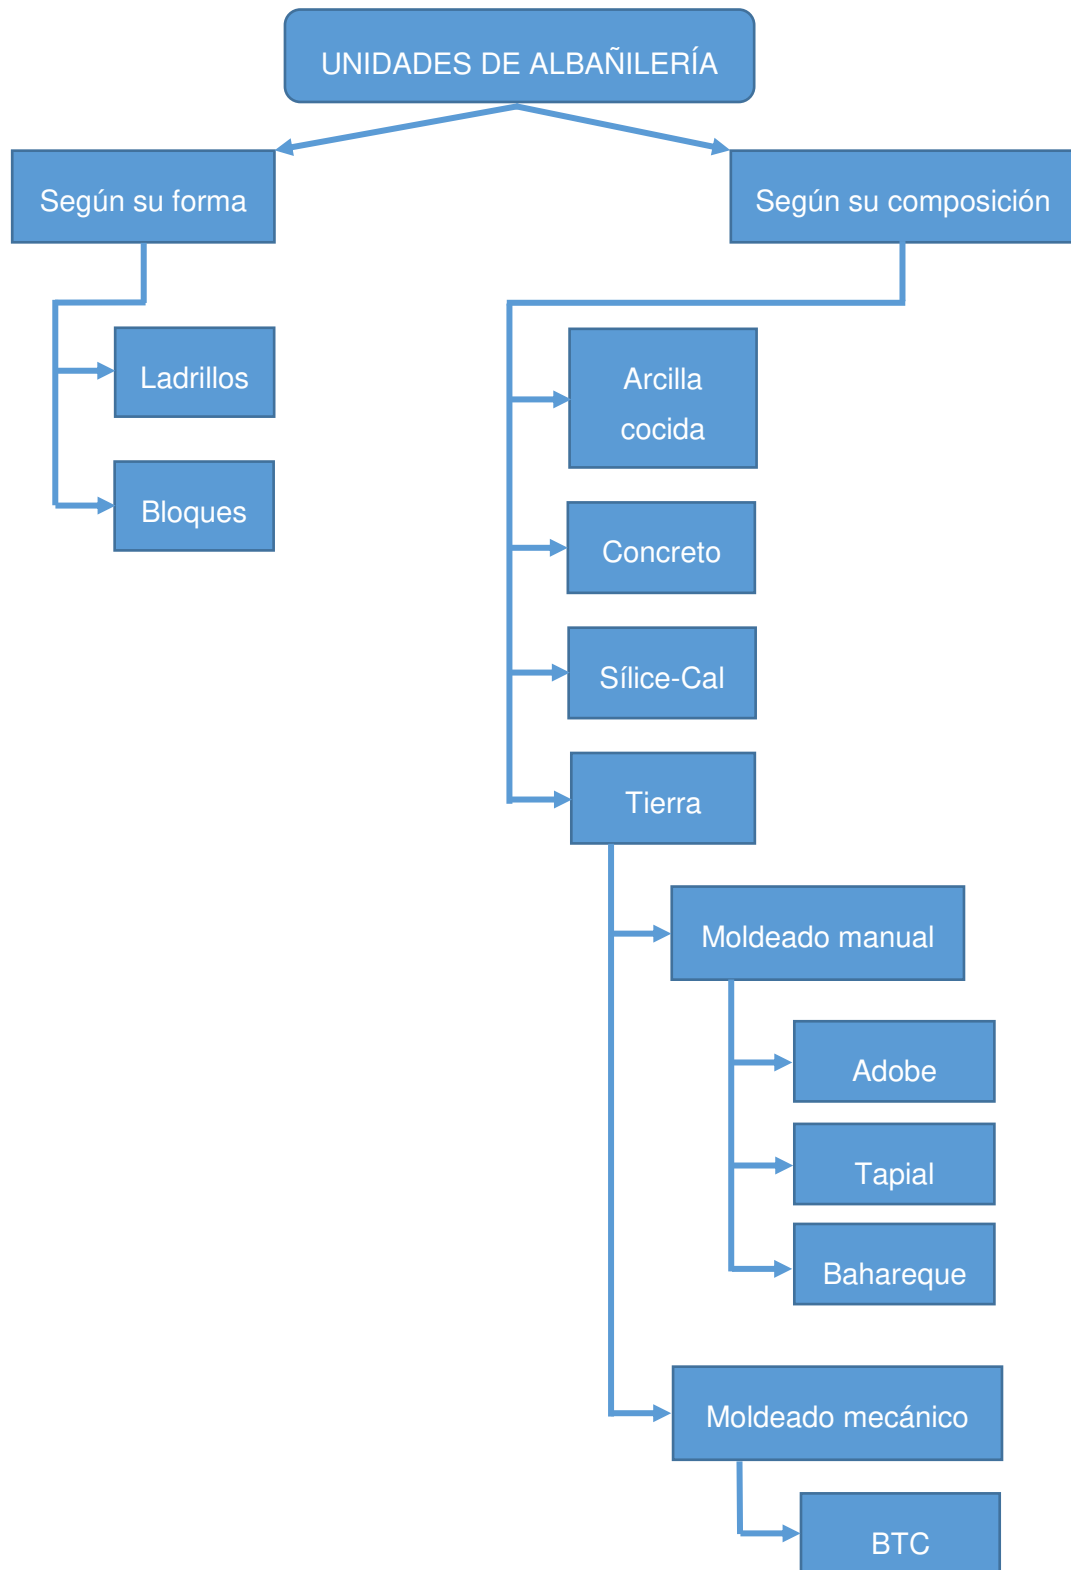 UNIDADES DE ALBAÑILERÍA
Según su forma
Según su composición
Ladrillos
Bloques
Arcilla
cocida
Concreto
Sílice-Cal
Tierra
Moldeado manual
Adobe
Tapial
Bahareque
Moldeado mecánico
BTC